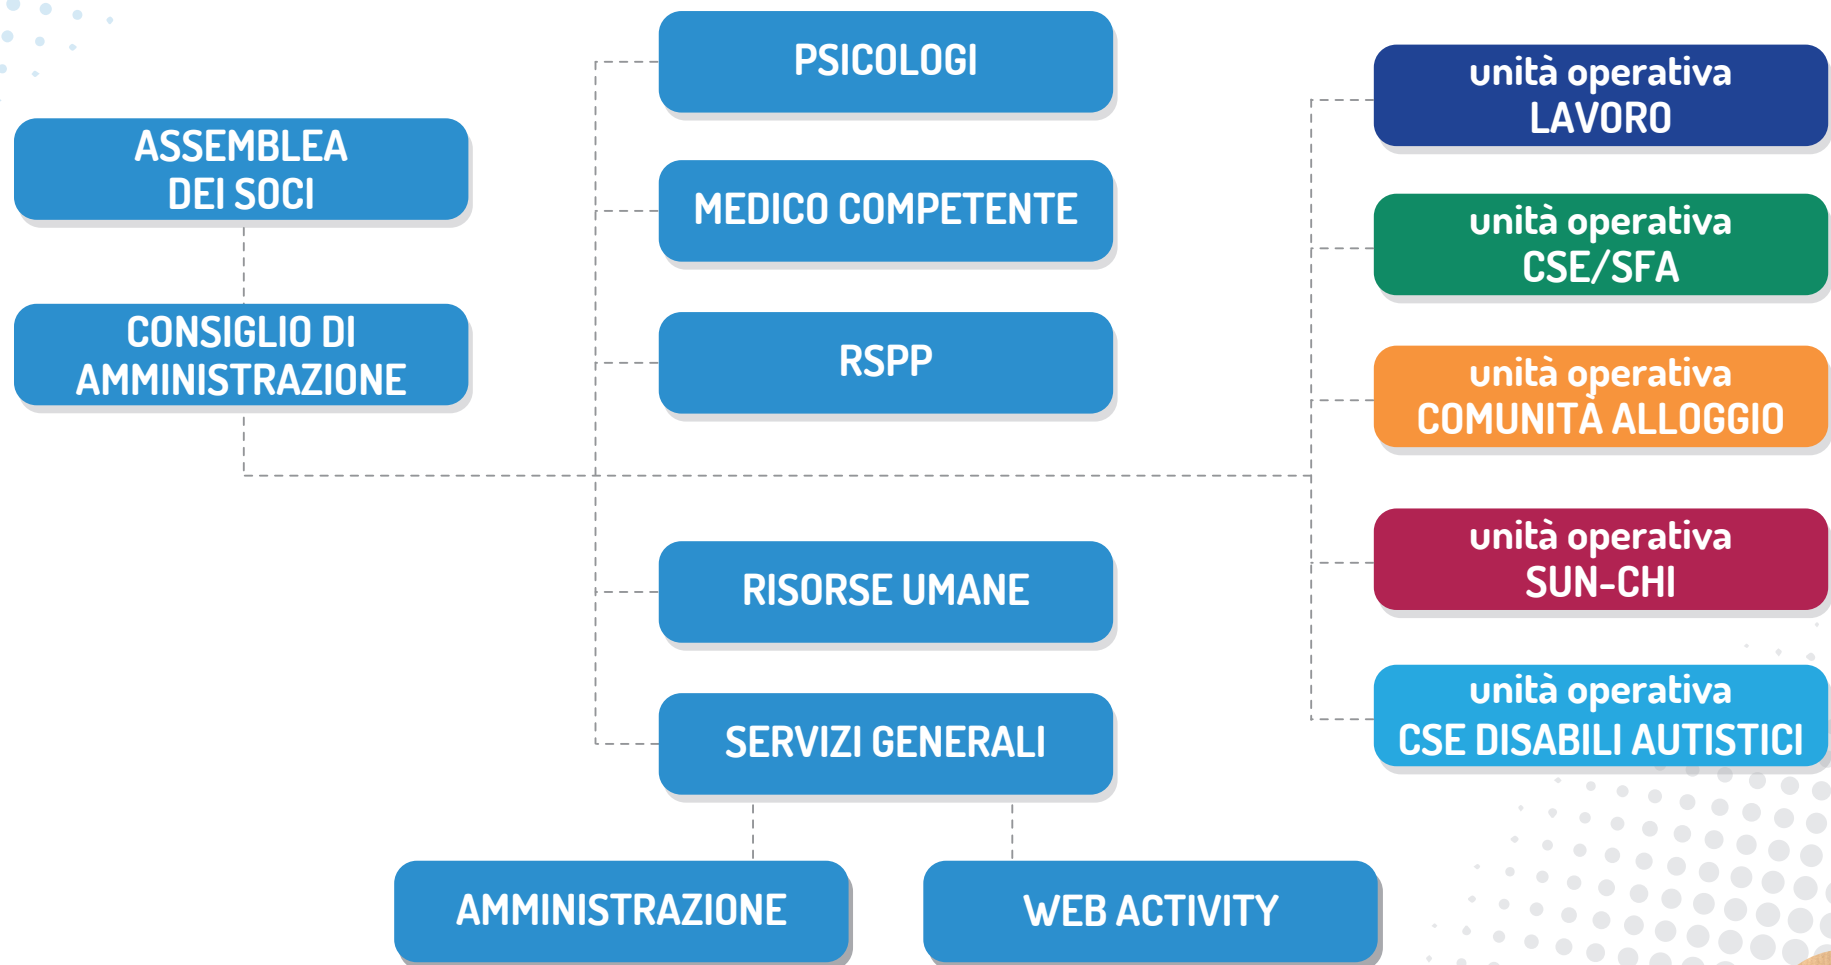 ASSEMBLEA
DEI SOCI
CONSIGLIO DI
AMMINISTRAZIONE
PSICOLOGI
MEDICO COMPETENTE
RSPP
RISORSE UMANE
SERVIZI GENERALI
AMMINISTRAZIONE
WEB ACTIVITY
unità operativa
LAVORO
unità operativa
CSE/SFA
unità operativa
COMUNITÀ ALLOGGIO
unità operativa
SUN-CHI
unità operativa
CSE DISABILI AUTISTICI